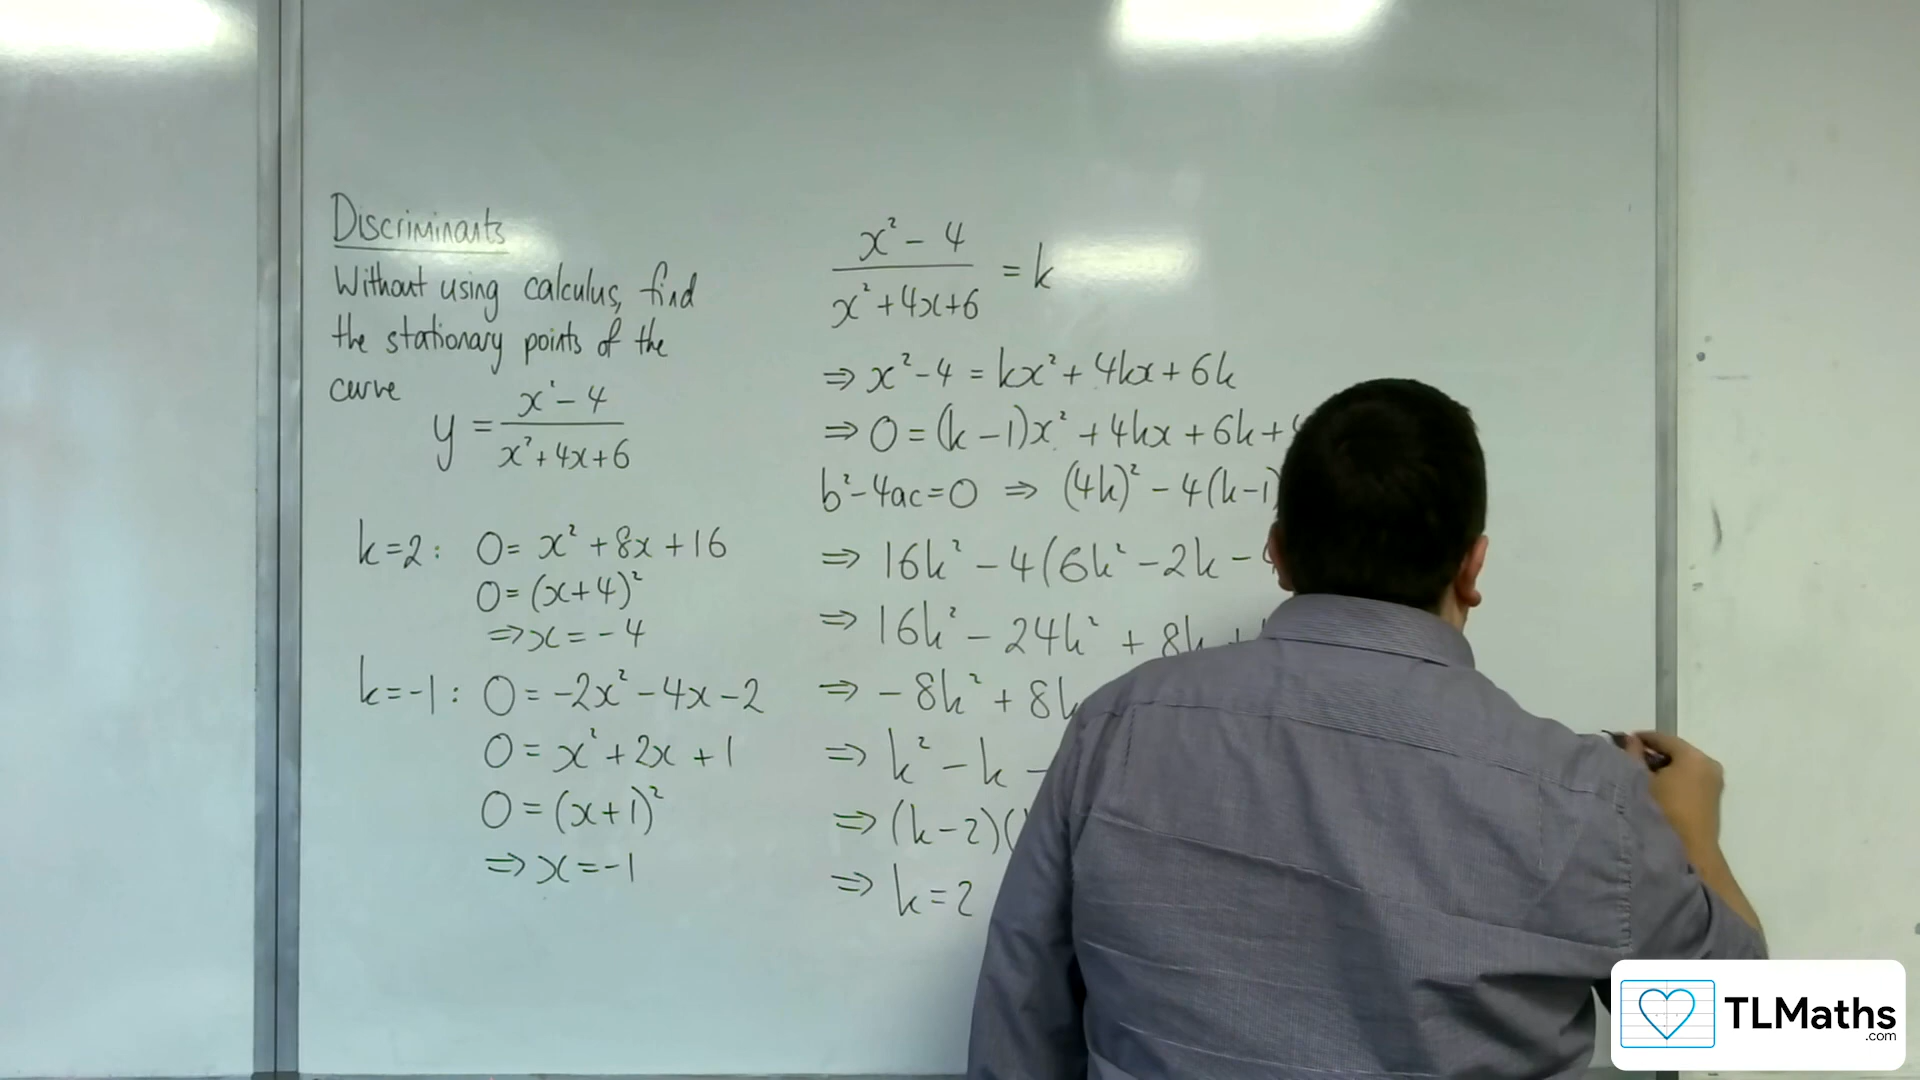 Discriminants
Without using calculus, find
the stationary points of the
curve
y = (x² - 4)/(x² + 4x + 6)
k=2: 0 = x² + 8x + 16
0 = (x+4)²
⇒ x = -4
k=-1: 0 = -2x² - 4x - 2
0 = x² + 2x + 1
0 = (x+1)²
⇒ x = -1
(x² - 4)/(x² + 4x + 6) = k
⇒ x² - 4 = kx² + 4kx + 6k
⇒ 0 = (k - 1)x² + 4kx + 6k +
b² - 4ac = 0 ⇒ (4k)² - 4(k-1)
⇒ 16k² - 4(6k² - 2k -
⇒ 16k² - 24k² + 8k +
⇒ -8k² + 8k
⇒ k² - k -
⇒ (k-2)(
⇒ k = 2
TLMaths
.com